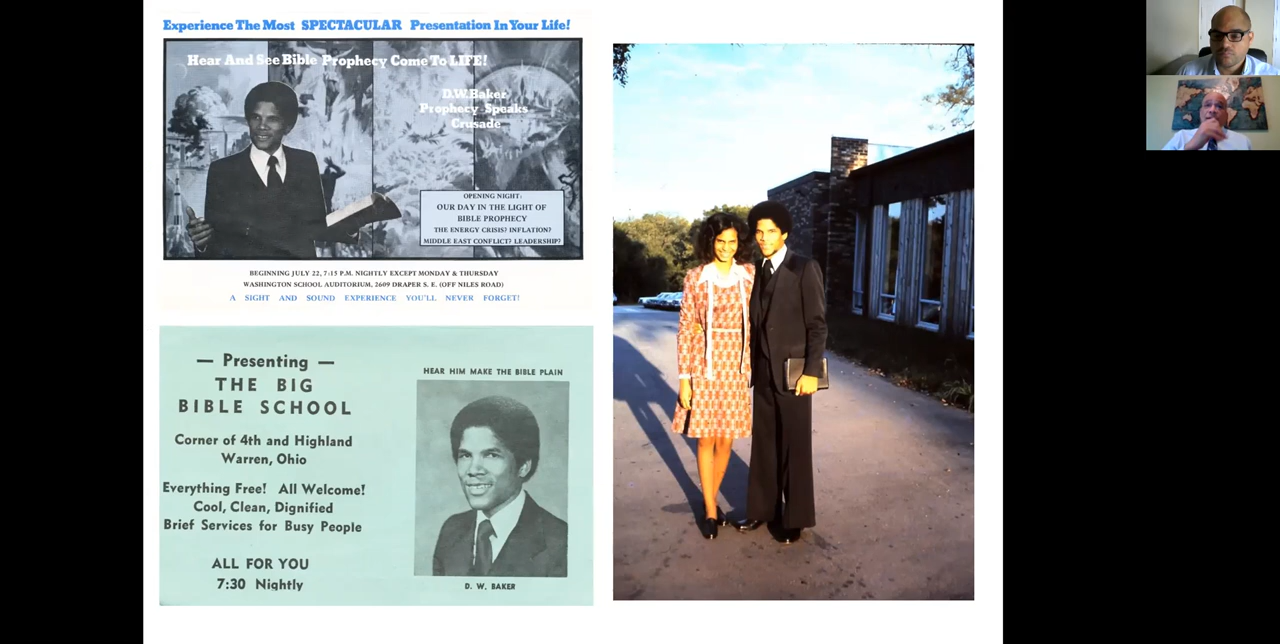 Experience The Most SPECTACULAR Presentation In Your Life!
Hear And See Bible Prophecy Come To LIFE!
D.W. Baker
Prophecy Speaks
Crusade
OPENING NIGHT:
OUR DAY IN THE LIGHT OF
BIBLE PROPHECY
THE ENERGY CRISIS? INFLATION?
MIDDLE EAST CONFLICT? LEADERSHIP?
BEGINNING JULY 22, 7:15 P.M. NIGHTLY EXCEPT MONDAY & THURSDAY
WASHINGTON SCHOOL AUDITORIUM, 2609 DRAPER S. E. (OFF NILES ROAD)
A SIGHT AND SOUND EXPERIENCE YOU'LL NEVER FORGET!
— Presenting —
THE BIG
BIBLE SCHOOL
Corner of 4th and Highland
Warren, Ohio
Everything Free! All Welcome!
Cool, Clean, Dignified
Brief Services for Busy People
ALL FOR YOU
7:30 Nightly
HEAR HIM MAKE THE BIBLE PLAIN
D. W. BAKER